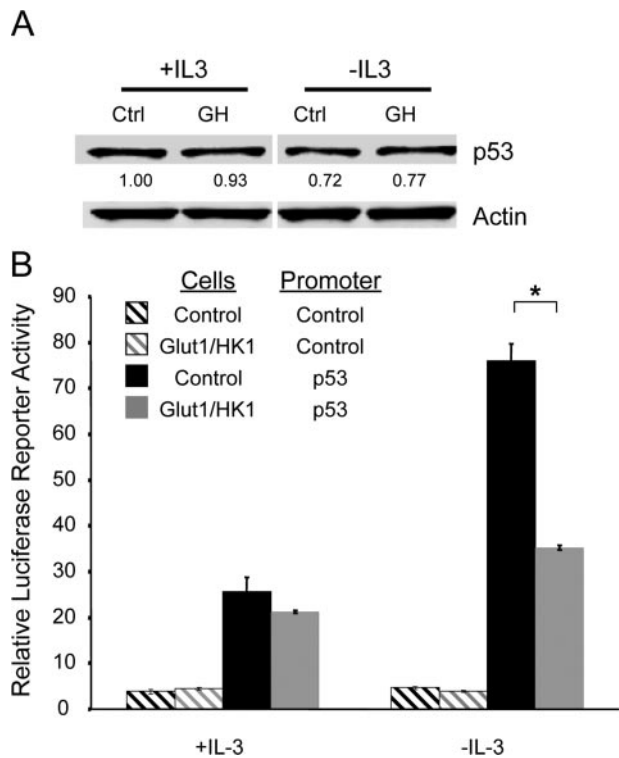 A
+IL3 -IL3
Ctrl GH Ctrl GH
p53
1.00 0.93 0.72 0.77
Actin
B
Cells Promoter
Control Control
Glut1/HK1 Control
Control p53
Glut1/HK1 p53
*
Relative Luciferase Reporter Activity
90
80
70
60
50
40
30
20
10
0
+IL-3 -IL-3